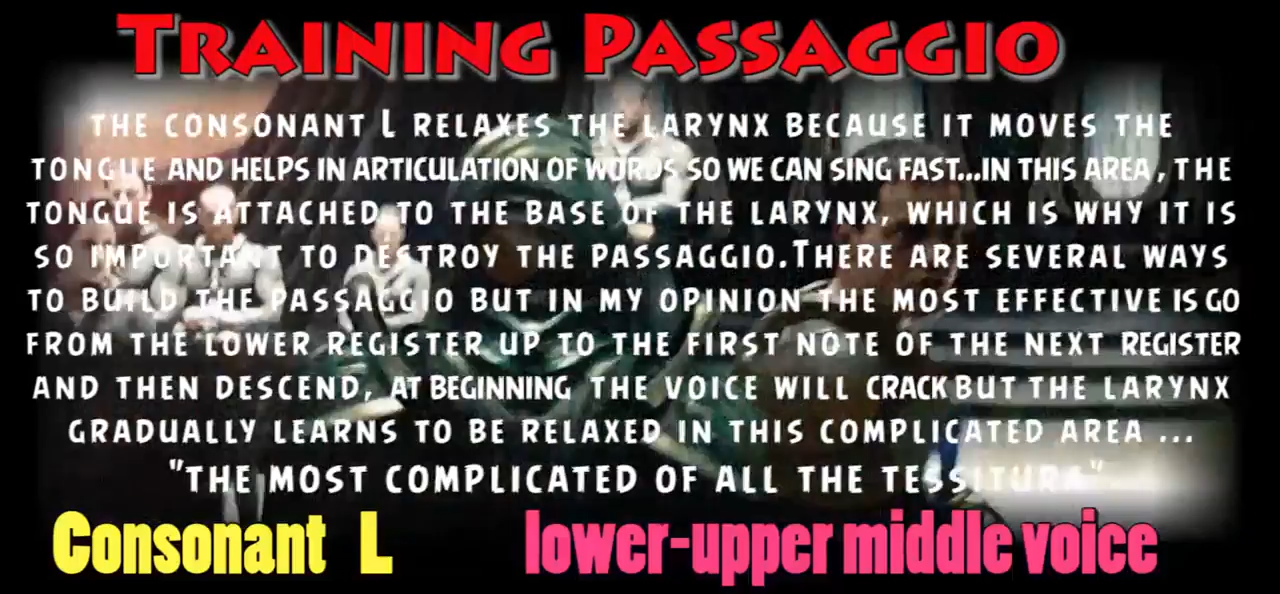 Training Passaggio
THE CONSONANT L RELAXES THE LARYNX BECAUSE IT MOVES THE
TONGUE AND HELPS IN ARTICULATION OF WORDS SO WE CAN SING FAST...IN THIS AREA, THE
TONGUE IS ATTACHED TO THE BASE OF THE LARYNX, WHICH IS WHY IT IS
SO IMPORTANT TO DESTROY THE PASSAGGIO.THERE ARE SEVERAL WAYS
TO BUILD THE PASSAGGIO BUT IN MY OPINION THE MOST EFFECTIVE IS GO
FROM THE LOWER REGISTER UP TO THE FIRST NOTE OF THE NEXT REGISTER
AND THEN DESCEND, AT BEGINNING THE VOICE WILL CRACK BUT THE LARYNX
GRADUALLY LEARNS TO BE RELAXED IN THIS COMPLICATED AREA ...
"THE MOST COMPLICATED OF ALL THE TESSITURA"
Consonant L lower-upper middle voice